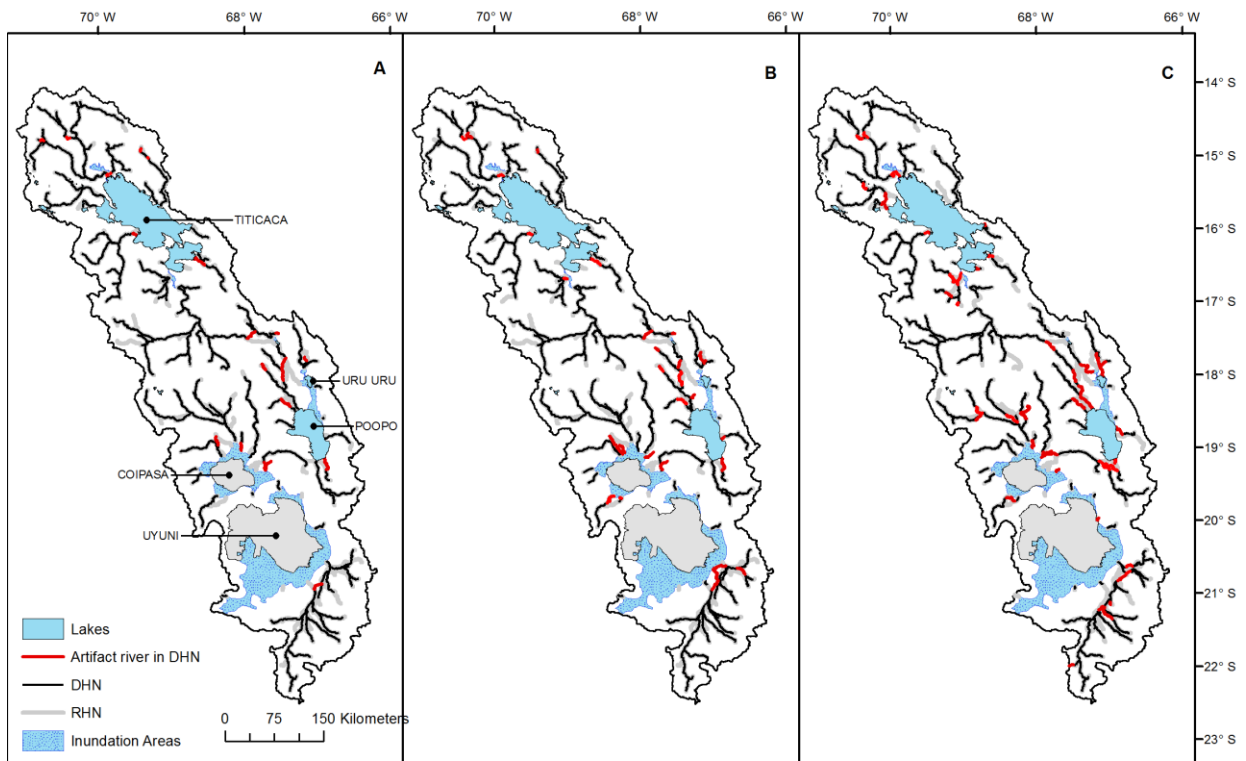 70° W 68° W 66° W 70° W 68° W 66° W 70° W 68° W 66° W
A
B
C
14° S
15° S
16° S
17° S
18° S
19° S
20° S
21° S
22° S
23° S
TITICACA
URU URU
POOPO
COIPASA
UYUNI
Lakes
Artifact river in DHN
DHN
RHN
Inundation Areas
0 75 150 Kilometers